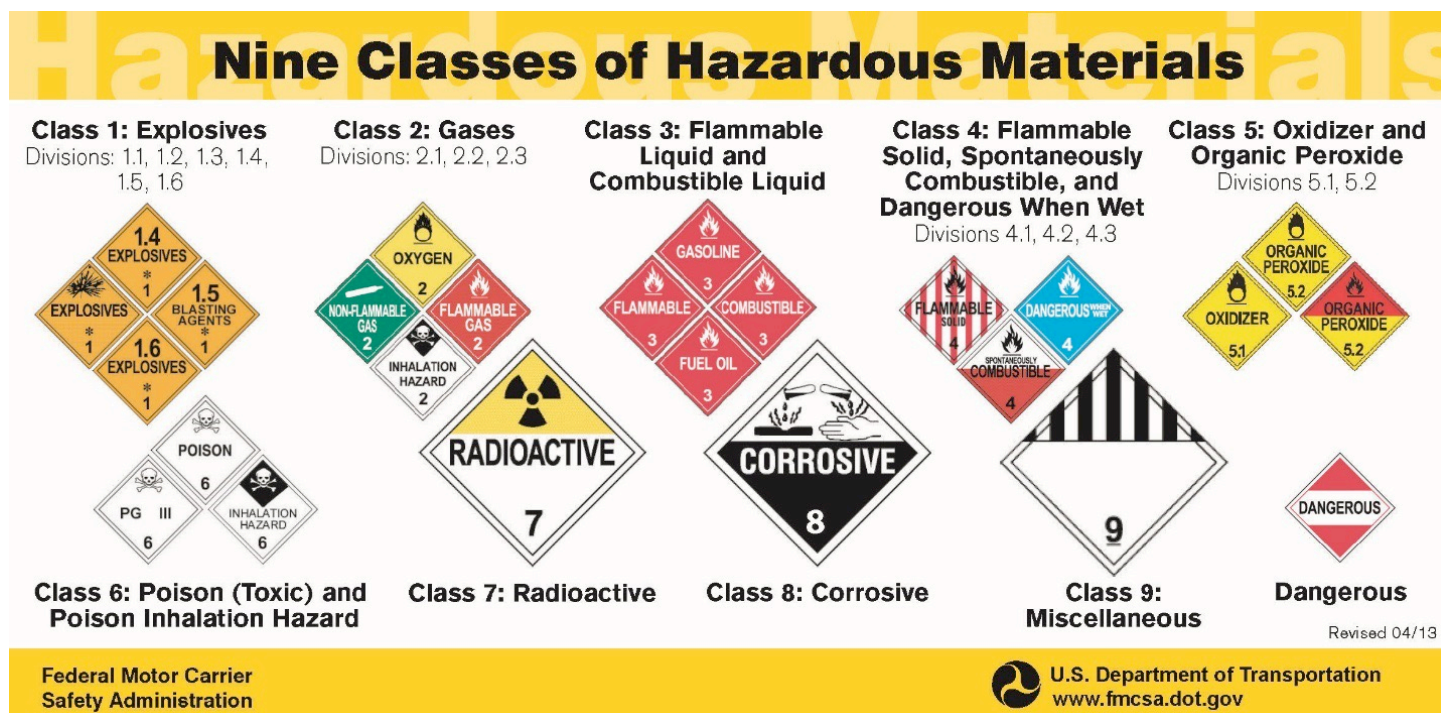 Hazardous Materials
Nine Classes of Hazardous Materials
Class 1: Explosives
Divisions: 1.1, 1.2, 1.3, 1.4,
1.5, 1.6
1.4
EXPLOSIVES
*
1
EXPLOSIVES
*
1
1.5
BLASTING
AGENTS
*
1
1.6
EXPLOSIVES
*
1
Class 2: Gases
Divisions: 2.1, 2.2, 2.3
OXYGEN
2
NON-FLAMMABLE
GAS
2
FLAMMABLE
GAS
2
INHALATION
HAZARD
2
Class 3: Flammable
Liquid and
Combustible Liquid
GASOLINE
3
FLAMMABLE
3
COMBUSTIBLE
3
FUEL OIL
3
Class 4: Flammable
Solid, Spontaneously
Combustible, and
Dangerous When Wet
Divisions 4.1, 4.2, 4.3
FLAMMABLE
SOLID
4
DANGEROUS WHEN WET
4
SPONTANEOUSLY
COMBUSTIBLE
4
Class 5: Oxidizer and
Organic Peroxide
Divisions 5.1, 5.2
ORGANIC
PEROXIDE
5.2
OXIDIZER
5.1
ORGANIC
PEROXIDE
5.2
POISON
6
PG III
6
INHALATION
HAZARD
6
Class 6: Poison (Toxic) and
Poison Inhalation Hazard
RADIOACTIVE
7
Class 7: Radioactive
CORROSIVE
8
Class 8: Corrosive
9
Class 9:
Miscellaneous
DANGEROUS
Dangerous
Revised 04/13
Federal Motor Carrier
Safety Administration
U.S. Department of Transportation
www.fmcsa.dot.gov